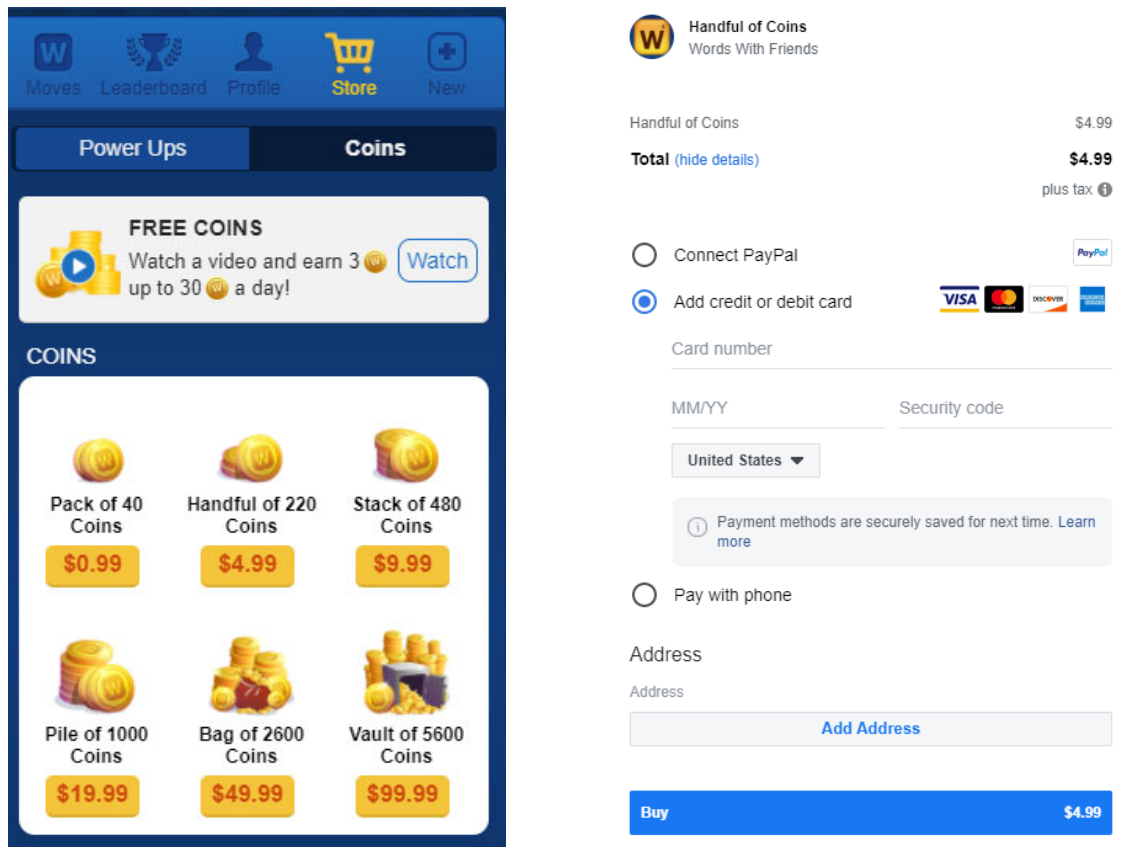 W
Moves Leaderboard Profile Store New
Power Ups Coins
FREE COINS
Watch a video and earn 3
up to 30 a day!
Watch
COINS
Pack of 40
Coins
$0.99
Handful of 220
Coins
$4.99
Stack of 480
Coins
$9.99
Pile of 1000
Coins
$19.99
Bag of 2600
Coins
$49.99
Vault of 5600
Coins
$99.99
W
Handful of Coins
Words With Friends
Handful of Coins $4.99
Total (hide details) $4.99
plus tax
Connect PayPal PayPal
Add credit or debit card VISA DISCOVER
Card number
MM/YY Security code
United States
Payment methods are securely saved for next time. Learn
more
Pay with phone
Address
Address
Add Address
Buy $4.99